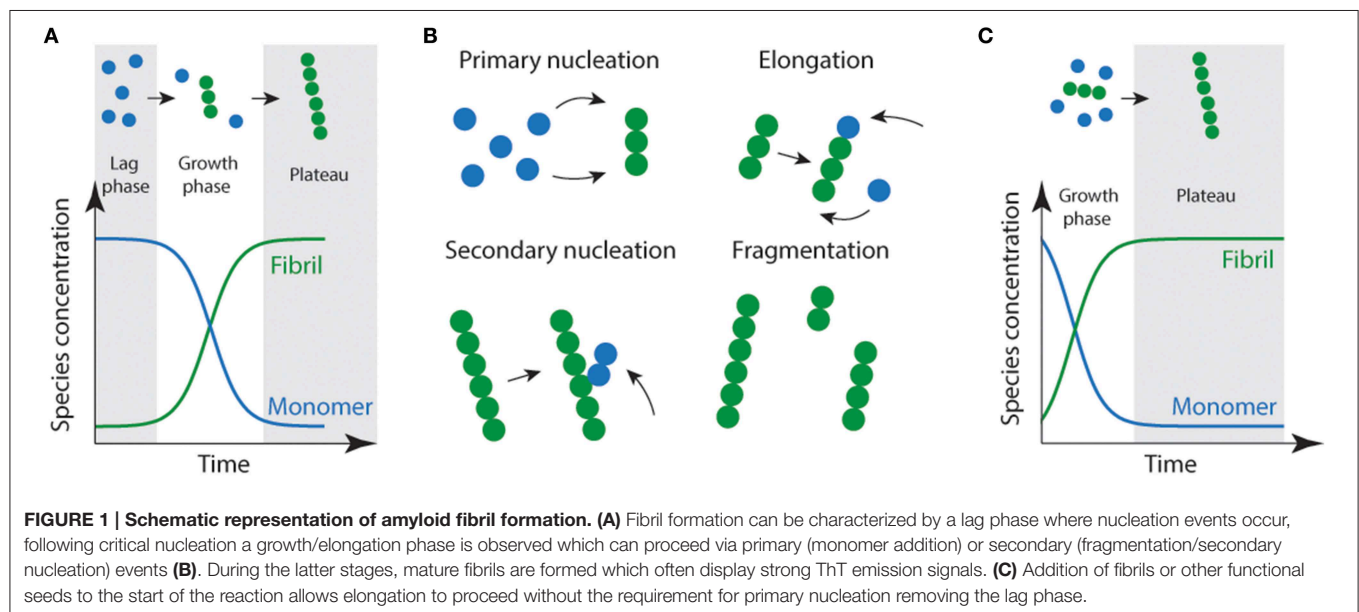 A
Lag
phase
Growth
phase
Plateau
Species concentration
Fibril
Monomer
Time
B
Primary nucleation
Elongation
Secondary nucleation
Fragmentation
C
Growth
phase
Plateau
Species concentration
Fibril
Monomer
Time
FIGURE 1 | Schematic representation of amyloid fibril formation. (A) Fibril formation can be characterized by a lag phase where nucleation events occur,
following critical nucleation a growth/elongation phase is observed which can proceed via primary (monomer addition) or secondary (fragmentation/secondary
nucleation) events (B). During the latter stages, mature fibrils are formed which often display strong ThT emission signals. (C) Addition of fibrils or other functional
seeds to the start of the reaction allows elongation to proceed without the requirement for primary nucleation removing the lag phase.